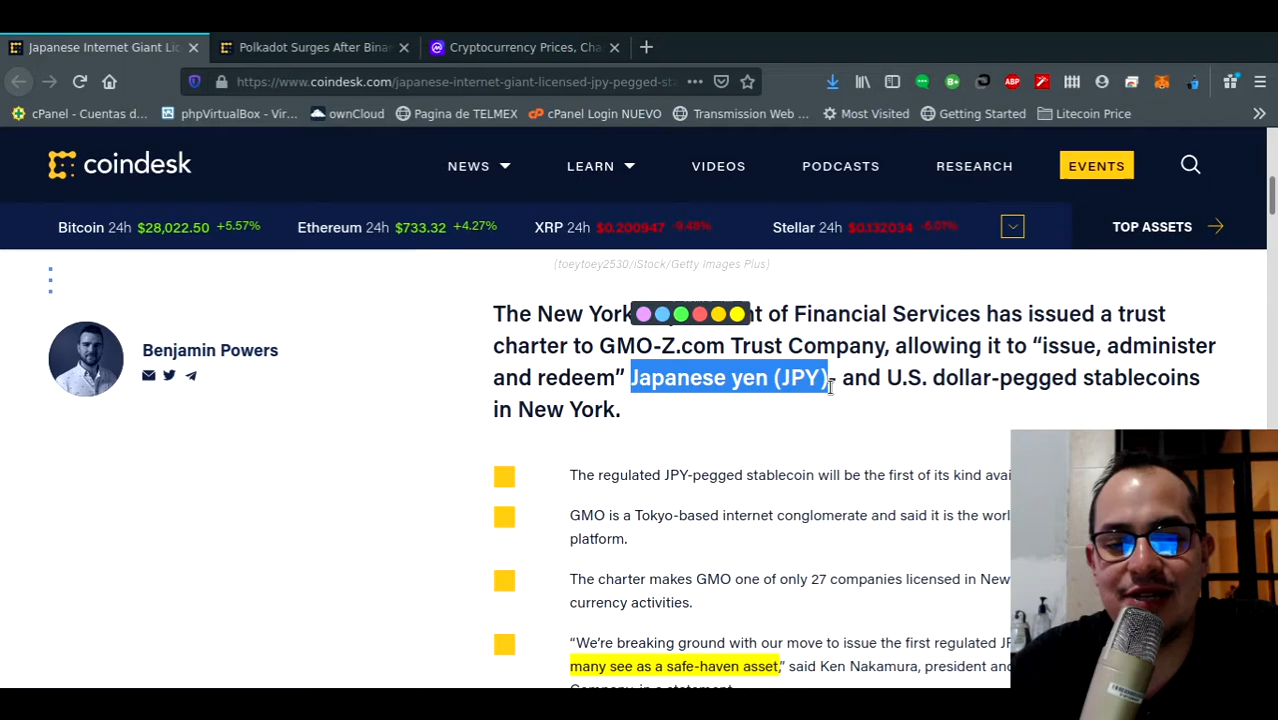 Japanese Internet Giant Lic
Polkadot Surges After Bina
Cryptocurrency Prices, Cha
https://www.coindesk.com/japanese-internet-giant-licensed-jpy-pegged-sta
ABP
cPanel - Cuentas d...
phpVirtualBox - Vir...
ownCloud
Pagina de TELMEX
cPanel Login NUEVO
Transmission Web ...
Most Visited
Getting Started
Litecoin Price
coindesk
NEWS
LEARN
VIDEOS
PODCASTS
RESEARCH
EVENTS
Bitcoin 24h $28,022.50 +5.57%
Ethereum 24h $733.32 +4.27%
XRP 24h $0.200947 -9.48%
Stellar 24h $0.132034
TOP ASSETS
(toeytoey2530/iStock/Getty Images Plus)
Benjamin Powers
The New York of Financial Services has issued a trust
charter to GMO-Z.com Trust Company, allowing it to “issue, administer
and redeem” Japanese yen (JPY)- and U.S. dollar-pegged stablecoins
in New York.
The regulated JPY-pegged stablecoin will be the first of its kind avai
GMO is a Tokyo-based internet conglomerate and said it is the worl
platform.
The charter makes GMO one of only 27 companies licensed in New
currency activities.
“We’re breaking ground with our move to issue the first regulated JP
many see as a safe-haven asset,” said Ken Nakamura, president and
Company, in a statement.